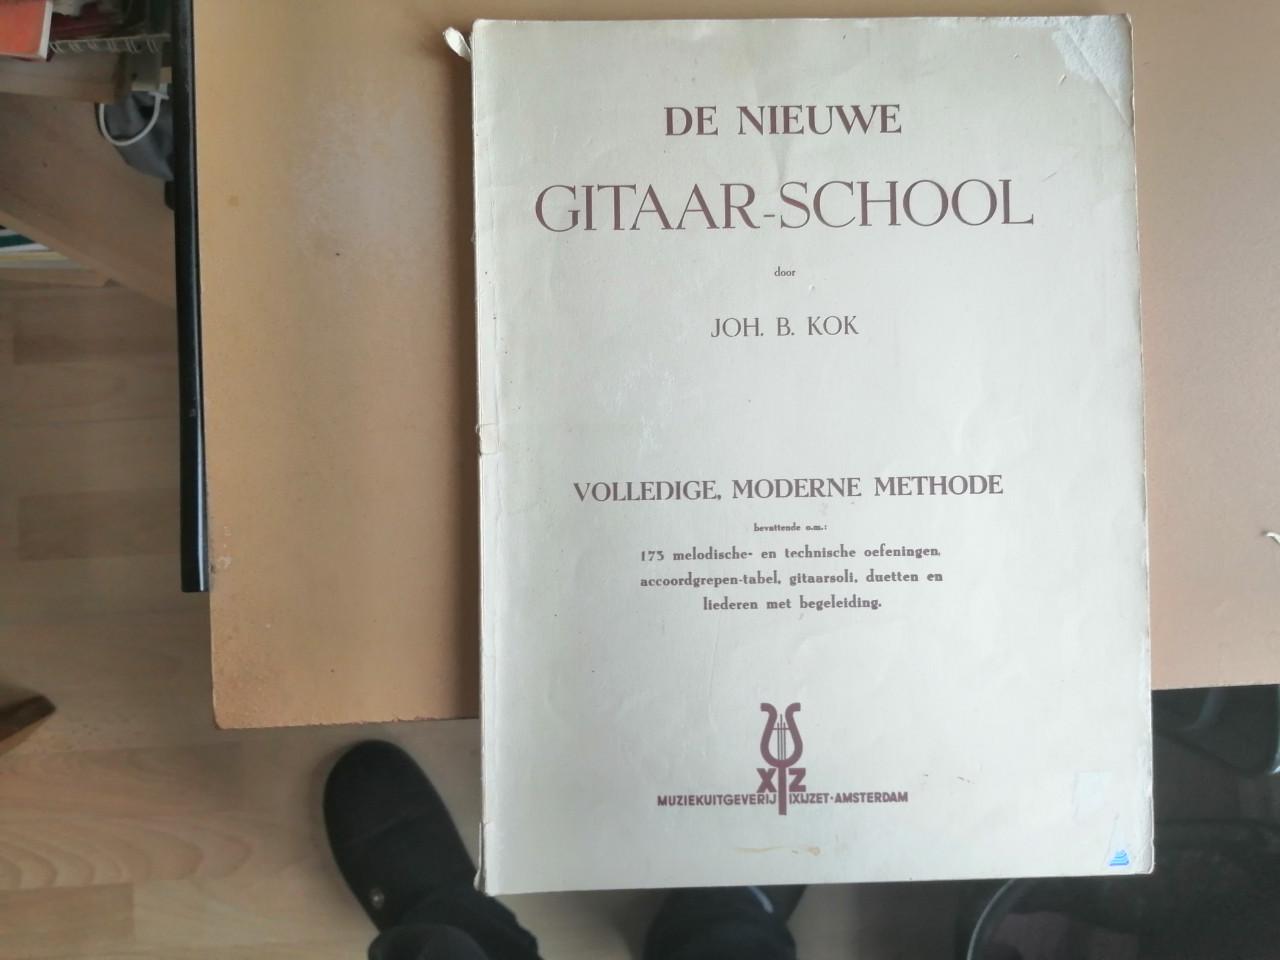 DE NIEUWE
GITAAR-SCHOOL
door
JOH. B. KOK
VOLLEDIGE, MODERNE METHODE
bevattende o.m.:
173 melodische- en technische oefeningen,
accoordgrepen-tabel, gitaarsoli, duetten en
liederen met begeleiding.
XYZ
MUZIEKUITGEVERIJ IXIJZET·AMSTERDAM